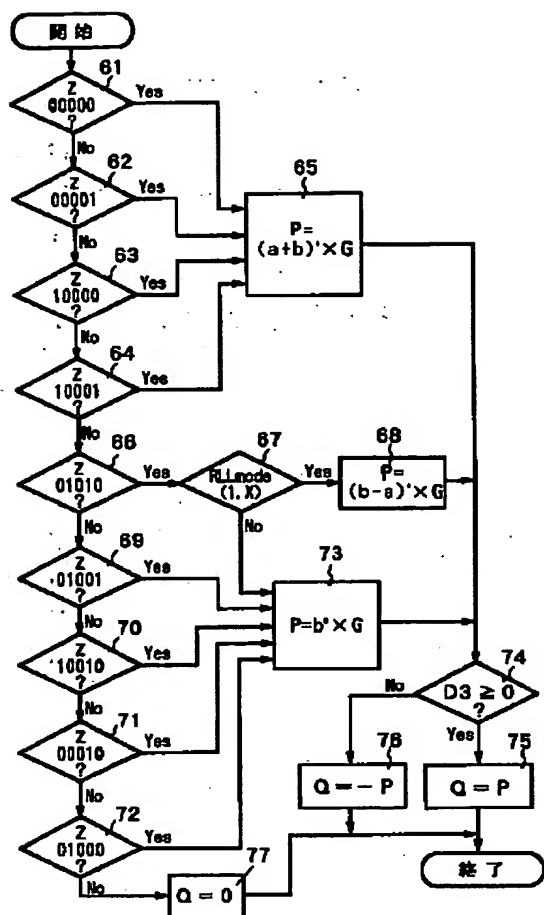 開始
61
Z
00000
?
Yes
No
62
Z
00001
?
Yes
No
63
Z
10000
?
Yes
No
64
Z
10001
?
Yes
No
65
P=
(a+b)'×G
66
Z
01010
?
Yes
No
67
RLLmode
(1, X)
Yes
No
68
P=
(b-a)'×G
69
Z
01001
?
Yes
No
70
Z
10010
?
Yes
No
71
Z
00010
?
Yes
No
72
Z
01000
?
Yes
No
73
74
D3 ≥ 0
?
No
Yes
76
Q = - P
75
Q = P
77
Q = 0
終了